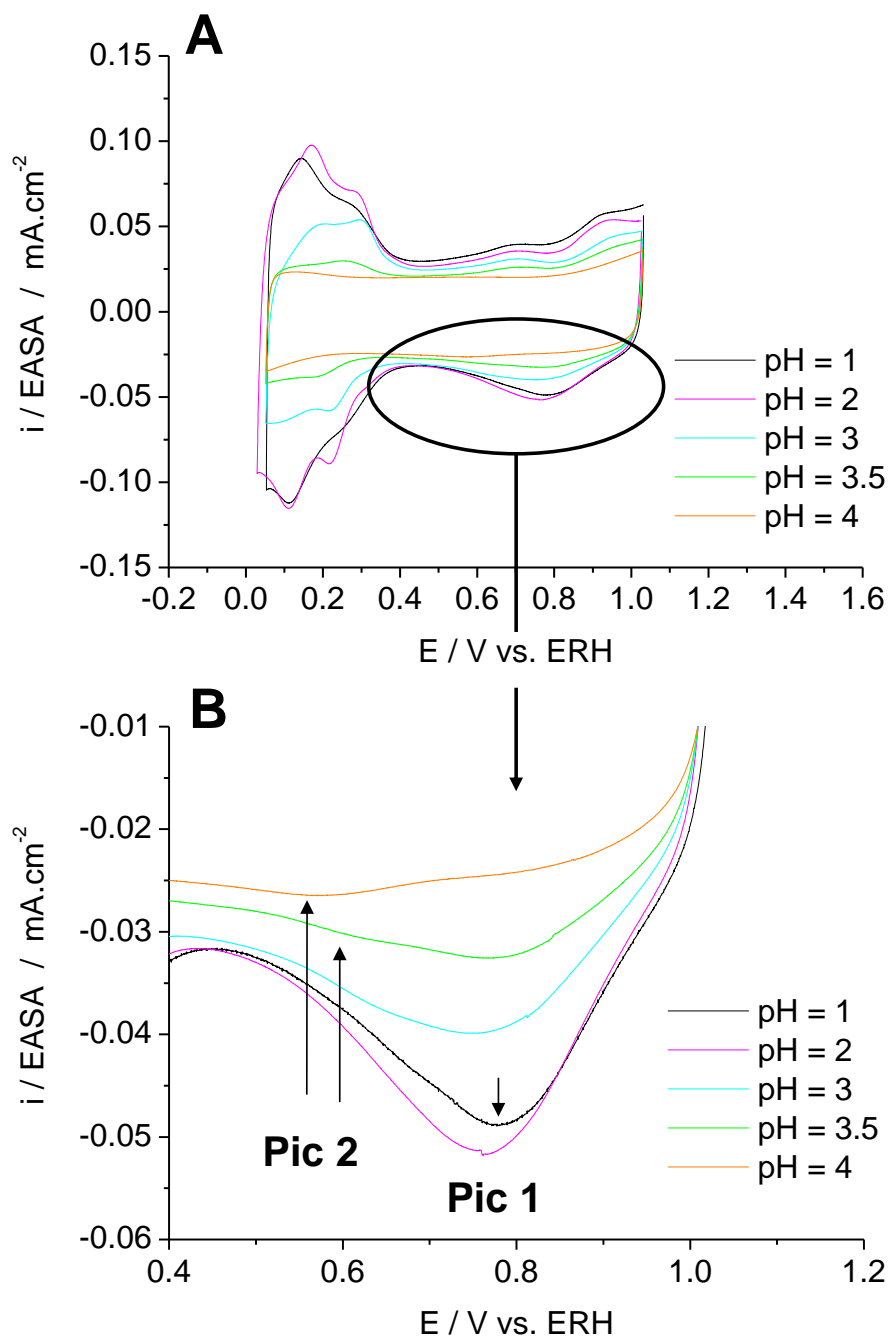 A
0.15
0.10
0.05
0.00
-0.05
-0.10
-0.15
i / EASA / mA.cm-2
-0.2 0.0 0.2 0.4 0.6 0.8 1.0 1.2 1.4 1.6
E / V vs. ERH
pH = 1
pH = 2
pH = 3
pH = 3.5
pH = 4
B
-0.01
-0.02
-0.03
-0.04
-0.05
-0.06
i / EASA / mA.cm-2
Pic 2
Pic 1
pH = 1
pH = 2
pH = 3
pH = 3.5
pH = 4
0.4 0.6 0.8 1.0 1.2
E / V vs. ERH